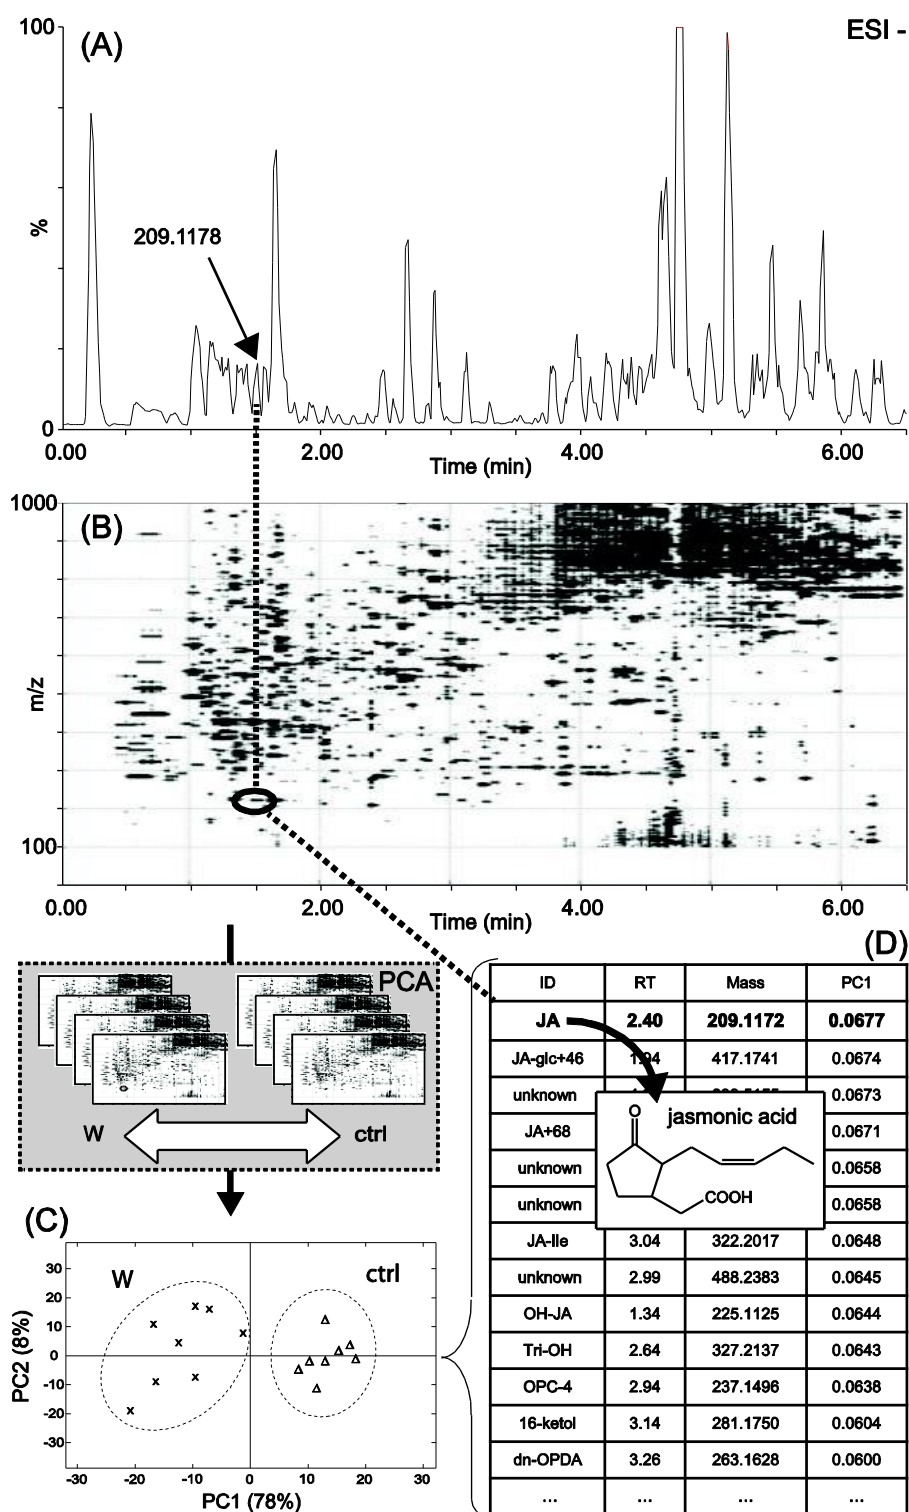 100
(A)
ESI -
%
209.1178
0
0.00
2.00
4.00
6.00
Time (min)
1000
(B)
m/z
100
0.00
2.00
4.00
6.00
Time (min)
(D)
PCA
W
ctrl
ID RT Mass PC1
JA 2.40 209.1172 0.0677
JA-glc+46 417.1741 0.0674
unknown 0.0673
JA+68 0.0671
unknown 0.0658
unknown 0.0658
JA-Ile 3.04 322.2017 0.0648
unknown 2.99 488.2383 0.0645
OH-JA 1.34 225.1125 0.0644
Tri-OH 2.64 327.2137 0.0643
OPC-4 2.94 237.1496 0.0638
16-ketol 3.14 281.1750 0.0604
dn-OPDA 3.26 263.1628 0.0600
... ... ... ...
jasmonic acid
O
COOH
(C)
W
ctrl
PC2 (8%)
30
20
10
0
-10
-20
-30
-30 -20 -10 0 10 20 30
PC1 (78%)